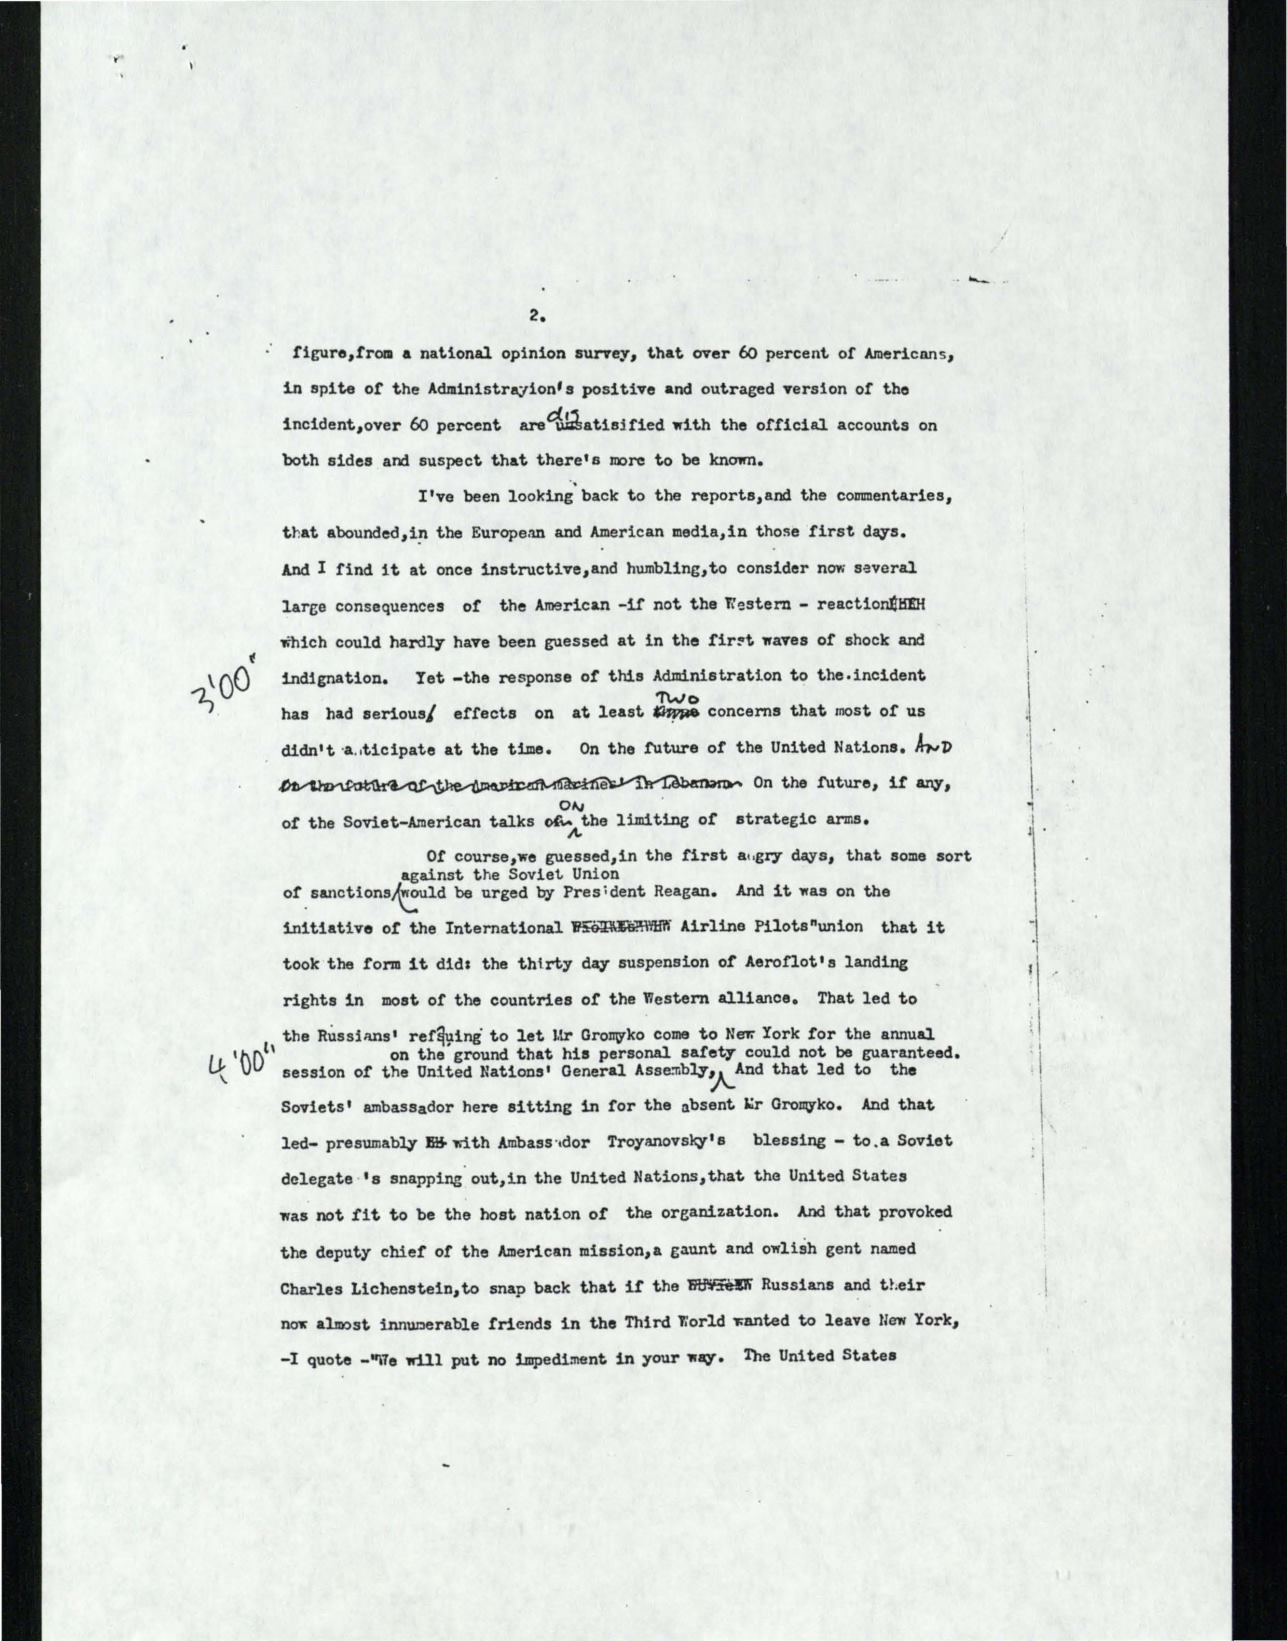 2.
figure,from a national opinion survey, that over 60 percent of Americans,
in spite of the Administrayion's positive and outraged version of the
incident,over 60 percent are dissatisified with the official accounts on
both sides and suspect that there's more to be known.
I've been looking back to the reports,and the commentaries,
that abounded,in the European and American media,in those first days.
And I find it at once instructive,and humbling,to consider now several
large consequences of the American -if not the Western - reaction
which could hardly have been guessed at in the first waves of shock and
3'00"
indignation. Yet -the response of this Administration to the incident
TWO
has had serious/ effects on at least three concerns that most of us
didn't anticipate at the time. On the future of the United Nations. AND
On the future of the American marines in Lebanon. On the future, if any,
ON
of the Soviet-American talks of the limiting of strategic arms.
Of course,we guessed,in the first angry days, that some sort
against the Soviet Union
of sanctions/would be urged by President Reagan. And it was on the
initiative of the International Airline Pilots"union that it
took the form it did: the thirty day suspension of Aeroflot's landing
rights in most of the countries of the Western alliance. That led to
the Russians' refsuing to let Mr Gromyko come to New York for the annual
on the ground that his personal safety could not be guaranteed.
4'00"
session of the United Nations' General Assembly, And that led to the
Soviets' ambassador here sitting in for the absent Mr Gromyko. And that
led- presumably with Ambassador Troyanovsky's blessing - to a Soviet
delegate 's snapping out,in the United Nations,that the United States
was not fit to be the host nation of the organization. And that provoked
the deputy chief of the American mission,a gaunt and owlish gent named
Charles Lichenstein,to snap back that if the Russians and their
now almost innumerable friends in the Third World wanted to leave New York,
-I quote -"We will put no impediment in your way. The United States